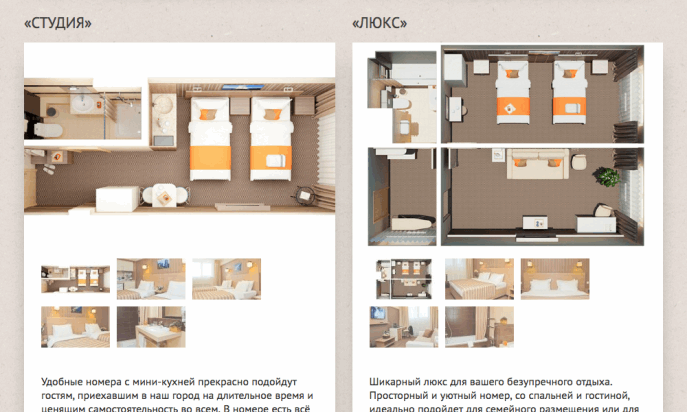 «СТУДИЯ»
«ЛЮКС»
Удобные номера с мини-кухней прекрасно подойдут
гостям, приехавшим в наш город на длительное время и
ценящим самостоятельность во всем. В номере есть всё
Шикарный люкс для вашего безупречного отдыха.
Просторный и уютный номер, со спальней и гостиной,
идеально подойдет для семейного размещения или для